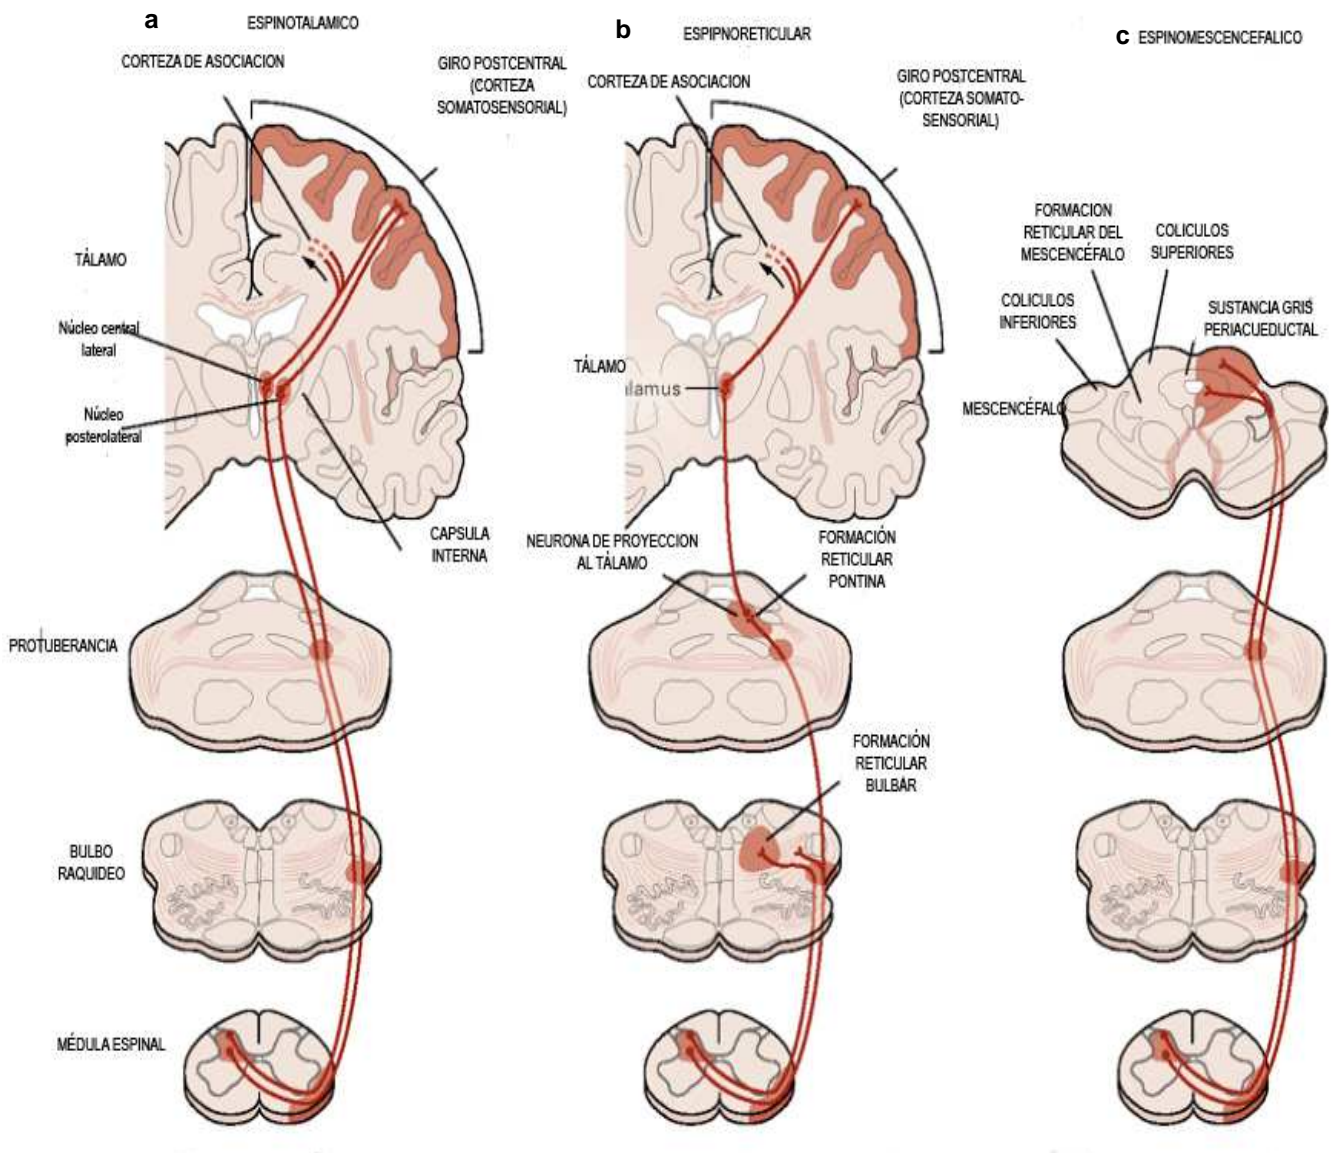 a
ESPINOTALAMICO
CORTEZA DE ASOCIACION
GIRO POSTCENTRAL
(CORTEZA
SOMATOSENSORIAL)
TÁLAMO
Núcleo central
lateral
Núcleo
posterolateral
CAPSULA
INTERNA
PROTUBERANCIA
BULBO
RAQUIDEO
MÉDULA ESPINAL
b
ESPIPNORETICULAR
CORTEZA DE ASOCIACION
GIRO POSTCENTRAL
(CORTEZA SOMATO-
SENSORIAL)
TÁLAMO
alamus
NEURONA DE PROYECCION
AL TÁLAMO
FORMACIÓN
RETICULAR
PONTINA
FORMACIÓN
RETICULAR
BULBAR
c
ESPINOMESCENCEFALICO
FORMACION
RETICULAR DEL
MESCENCÉFALO
COLICULOS
SUPERIORES
COLICULOS
INFERIORES
SUSTANCIA GRIS
PERIACUEDUCTAL
MESCENCÉFALO